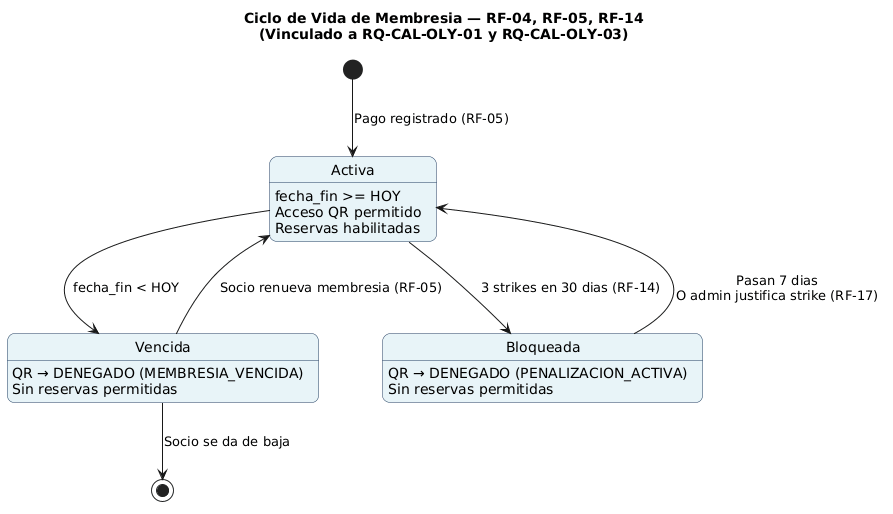 Ciclo de Vida de Membresia — RF-04, RF-05, RF-14
(Vinculado a RQ-CAL-OLY-01 y RQ-CAL-OLY-03)
Pago registrado (RF-05)
Activa
fecha_fin >= HOY
Acceso QR permitido
Reservas habilitadas
fecha_fin < HOY
Socio renueva membresia (RF-05)
3 strikes en 30 dias (RF-14)
Pasan 7 dias
O admin justifica strike (RF-17)
Vencida
QR → DENEGADO (MEMBRESIA_VENCIDA)
Sin reservas permitidas
Bloqueada
QR → DENEGADO (PENALIZACION_ACTIVA)
Sin reservas permitidas
Socio se da de baja